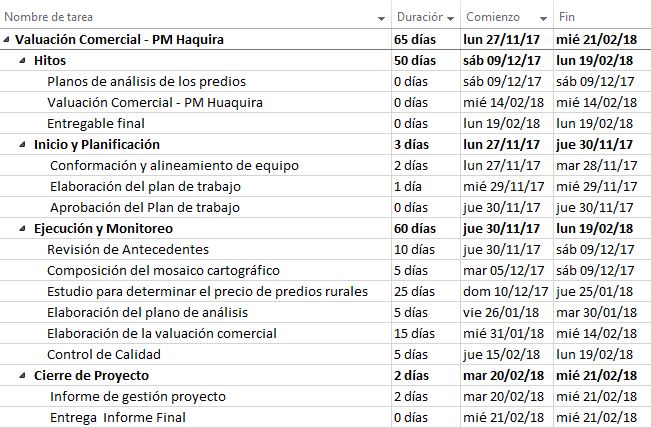 Nombre de tarea Duración Comienzo Fin
Valuación Comercial - PM Haquira 65 días lun 27/11/17 mié 21/02/18
Hitos 50 días sáb 09/12/17 lun 19/02/18
Planos de análisis de los predios 0 días sáb 09/12/17 sáb 09/12/17
Valuación Comercial - PM Huaquira 0 días mié 14/02/18 mié 14/02/18
Entregable final 0 días lun 19/02/18 lun 19/02/18
Inicio y Planificación 3 días lun 27/11/17 jue 30/11/17
Conformación y alineamiento de equipo 2 días lun 27/11/17 mar 28/11/17
Elaboración del plan de trabajo 1 día mié 29/11/17 mié 29/11/17
Aprobación del Plan de trabajo 0 días jue 30/11/17 jue 30/11/17
Ejecución y Monitoreo 60 días jue 30/11/17 lun 19/02/18
Revisión de Antecedentes 10 días jue 30/11/17 sáb 09/12/17
Composición del mosaico cartográfico 5 días mar 05/12/17 sáb 09/12/17
Estudio para determinar el precio de predios rurales 25 días dom 10/12/17 jue 25/01/18
Elaboración del plano de análisis 5 días vie 26/01/18 mar 30/01/18
Elaboración de la valuación comercial 15 días mié 31/01/18 mié 14/02/18
Control de Calidad 5 días jue 15/02/18 lun 19/02/18
Cierre de Proyecto 2 días mar 20/02/18 mié 21/02/18
Informe de gestión proyecto 2 días mar 20/02/18 mié 21/02/18
Entrega Informe Final 0 días mié 21/02/18 mié 21/02/18